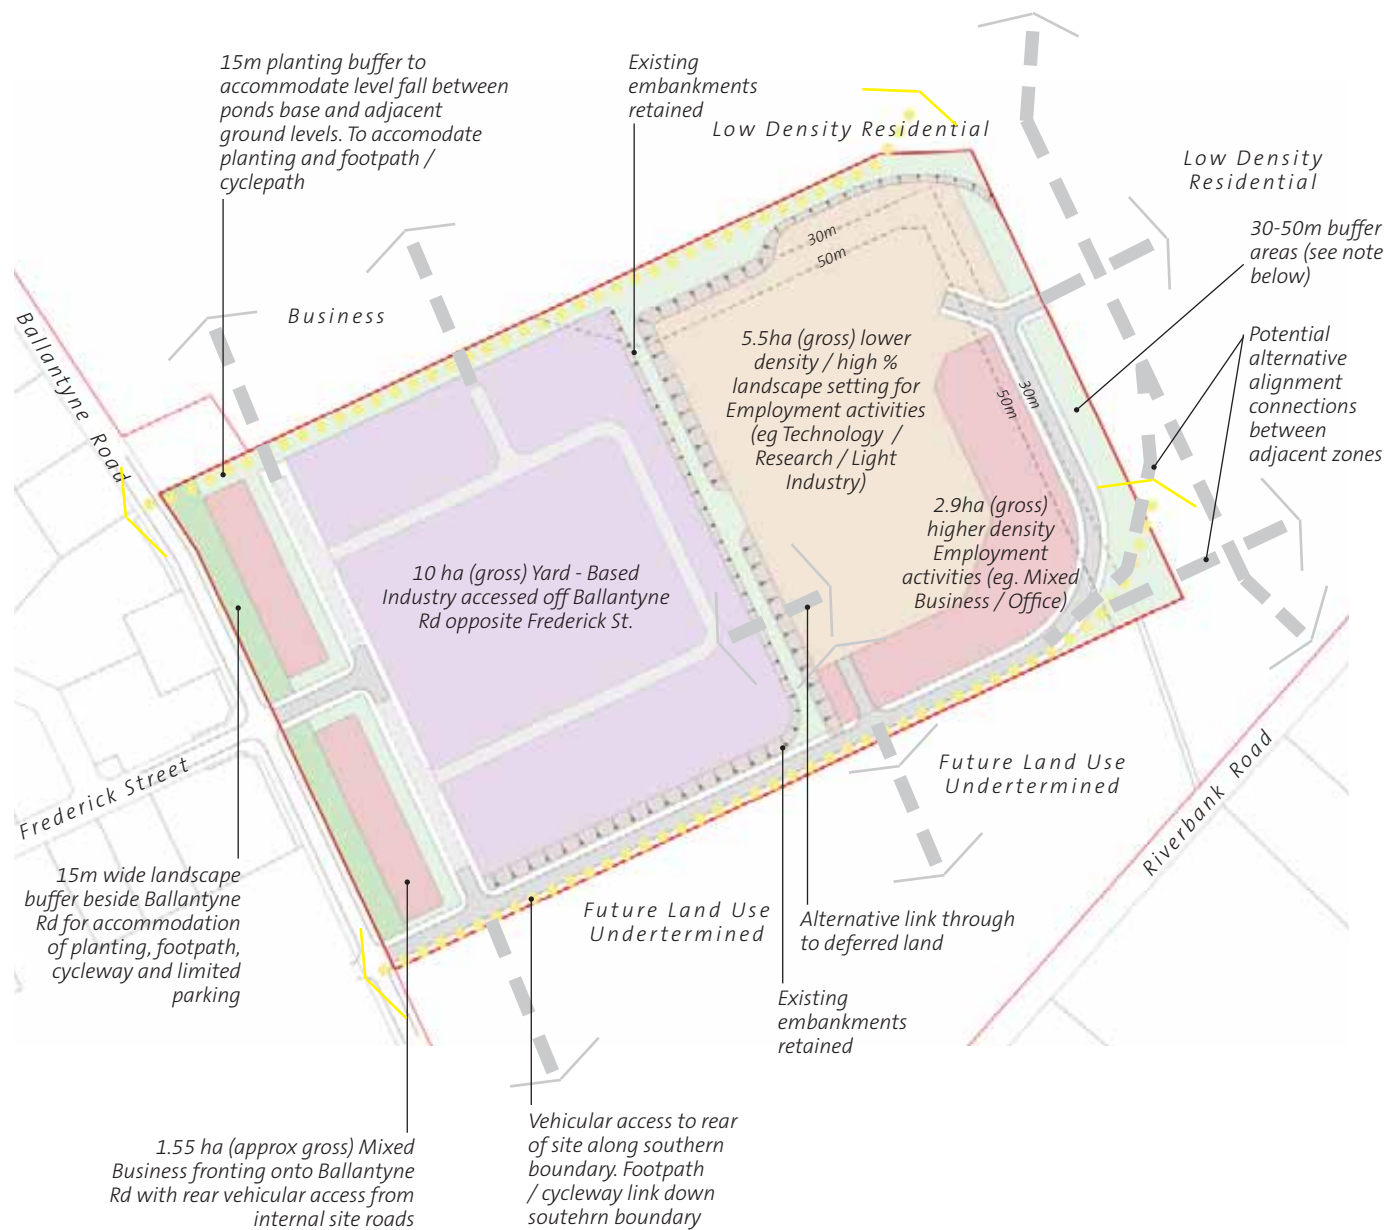 15m planting buffer to
accommodate level fall between
ponds base and adjacent
ground levels. To accomodate
planting and footpath /
cyclepath
Existing
embankments
retained
Low Density Residential
Low Density
Residential
30-50m buffer
areas (see note
below)
Business
30m
50m
Ballantyne Road
5.5ha (gross) lower
density / high %
landscape setting for
Employment activities
(eg Technology /
Research / Light
Industry)
Potential
alternative
alignment
connections
between
adjacent zones
30m
50m
2.9ha (gross)
higher density
Employment
activities (eg. Mixed
Business / Office)
10 ha (gross) Yard - Based
Industry accessed off Ballantyne
Rd opposite Frederick St.
Frederick Street
Future Land Use
Undertermined
Riverbank Road
15m wide landscape
buffer beside Ballantyne
Rd for accommodation
of planting, footpath,
cycleway and limited
parking
Future Land Use
Undertermined
Alternative link through
to deferred land
Existing
embankments
retained
1.55 ha (approx gross) Mixed
Business fronting onto Ballantyne
Rd with rear vehicular access from
internal site roads
Vehicular access to rear
of site along southern
boundary. Footpath
/ cycleway link down
soutehrn boundary